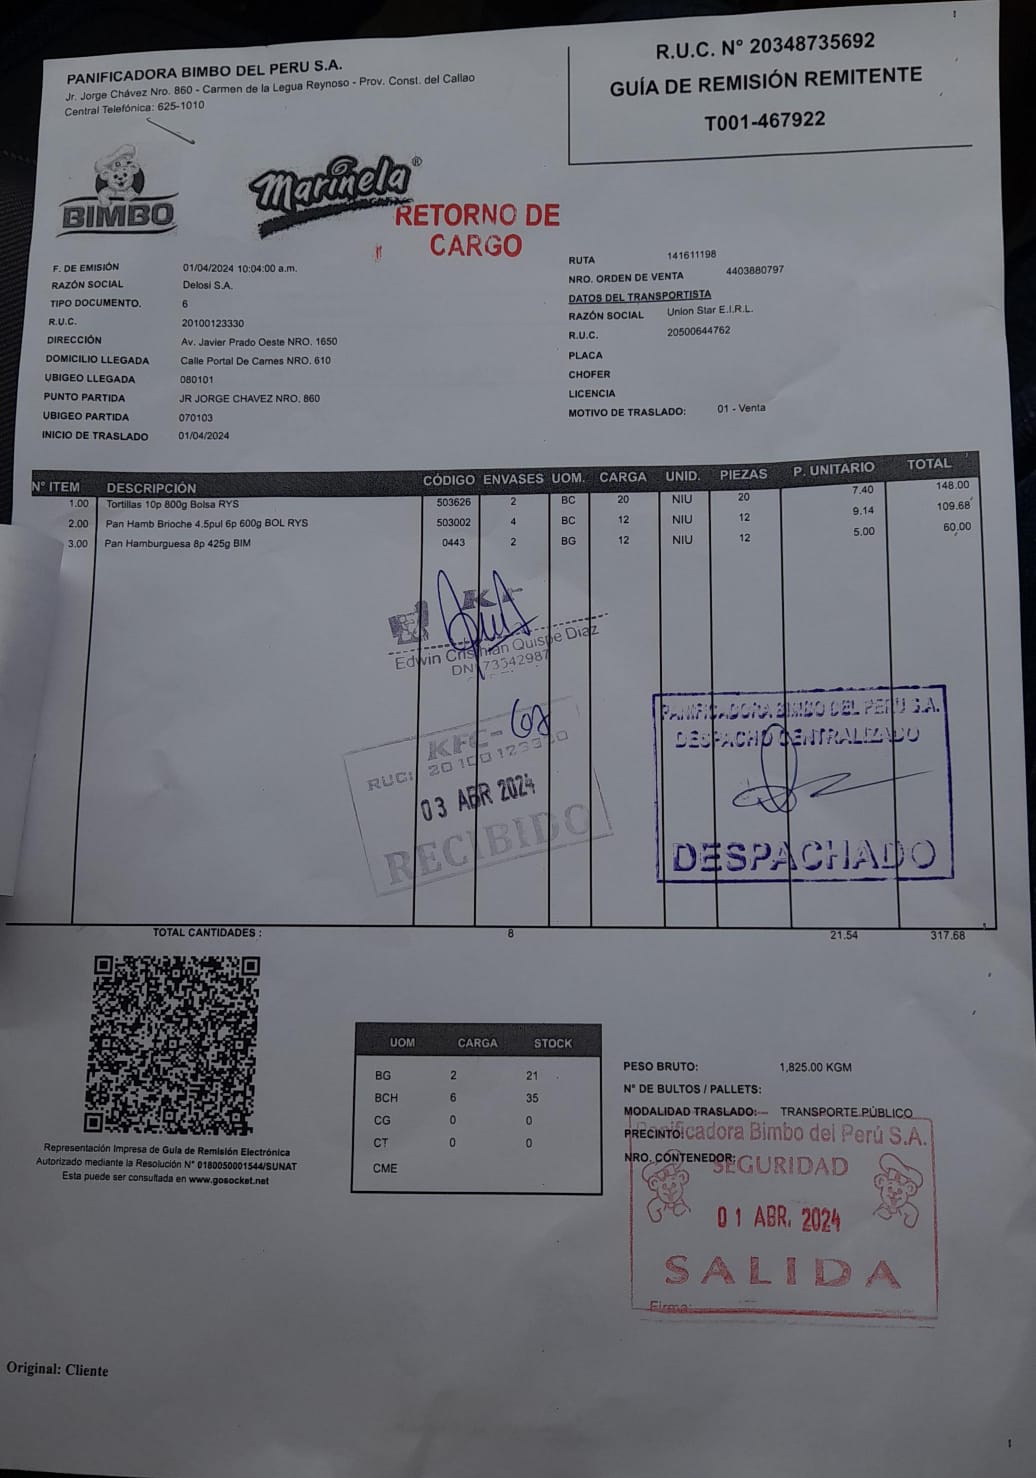 PANIFICADORA BIMBO DEL PERU S.A.
Jr. Jorge Chávez Nro. 860 - Carmen de la Legua Reynoso - Prov. Const. del Callao
Central Telefónica: 625-1010
R.U.C. N° 20348735692
GUÍA DE REMISIÓN REMITENTE
T001-467922
BIMBO
Marinela®
RETORNO DE
CARGO
F. DE EMISIÓN 01/04/2024 10:04:00 a.m.
RAZÓN SOCIAL Delosi S.A.
TIPO DOCUMENTO. 6
R.U.C. 20100123330
DIRECCIÓN Av. Javier Prado Oeste NRO. 1650
DOMICILIO LLEGADA Calle Portal De Carnes NRO. 610
UBIGEO LLEGADA 080101
PUNTO PARTIDA JR JORGE CHAVEZ NRO. 860
UBIGEO PARTIDA 070103
INICIO DE TRASLADO 01/04/2024
RUTA 141611198
NRO. ORDEN DE VENTA 4403880797
DATOS DEL TRANSPORTISTA
RAZÓN SOCIAL Union Star E.I.R.L.
R.U.C. 20500644762
PLACA
CHOFER
LICENCIA
MOTIVO DE TRASLADO: 01 - Venta
N° ITEM DESCRIPCIÓN CÓDIGO ENVASES UOM. CARGA UNID. PIEZAS P. UNITARIO TOTAL
1.00 Tortillas 10p 800g Bolsa RYS 503626 2 BC 20 NIU 20 7.40 148.00
2.00 Pan Hamb Brioche 4.5pul 6p 600g BOL RYS 503002 4 BC 12 NIU 12 9.14 109.68
3.00 Pan Hamburguesa 8p 425g BIM 0443 2 BG 12 NIU 12 5.00 60.00
Edwin Cristhian Quispe Diaz
DNI 73542987
KFC - 68
RUC: 20100123330
03 ABR 2024
RECIBIDO
PANIFICADORA BIMBO DEL PERU S.A.
DESPACHO CENTRALIZADO
DESPACHADO
TOTAL CANTIDADES : 8 21.54 317.68
UOM CARGA STOCK
BG 2 21
BCH 6 35
CG 0 0
CT 0 0
CME
PESO BRUTO: 1,825.00 KGM
N° DE BULTOS / PALLETS:
MODALIDAD TRASLADO: TRANSPORTE PÚBLICO
PRECINTO:
NRO. CONTENEDOR:
Panificadora Bimbo del Perú S.A.
SEGURIDAD
01 ABR. 2024
SALIDA
Firma:
Representación Impresa de Guía de Remisión Electrónica
Autorizado mediante la Resolución N° 0180050001544/SUNAT
Esta puede ser consultada en www.gosocket.net
Original: Cliente